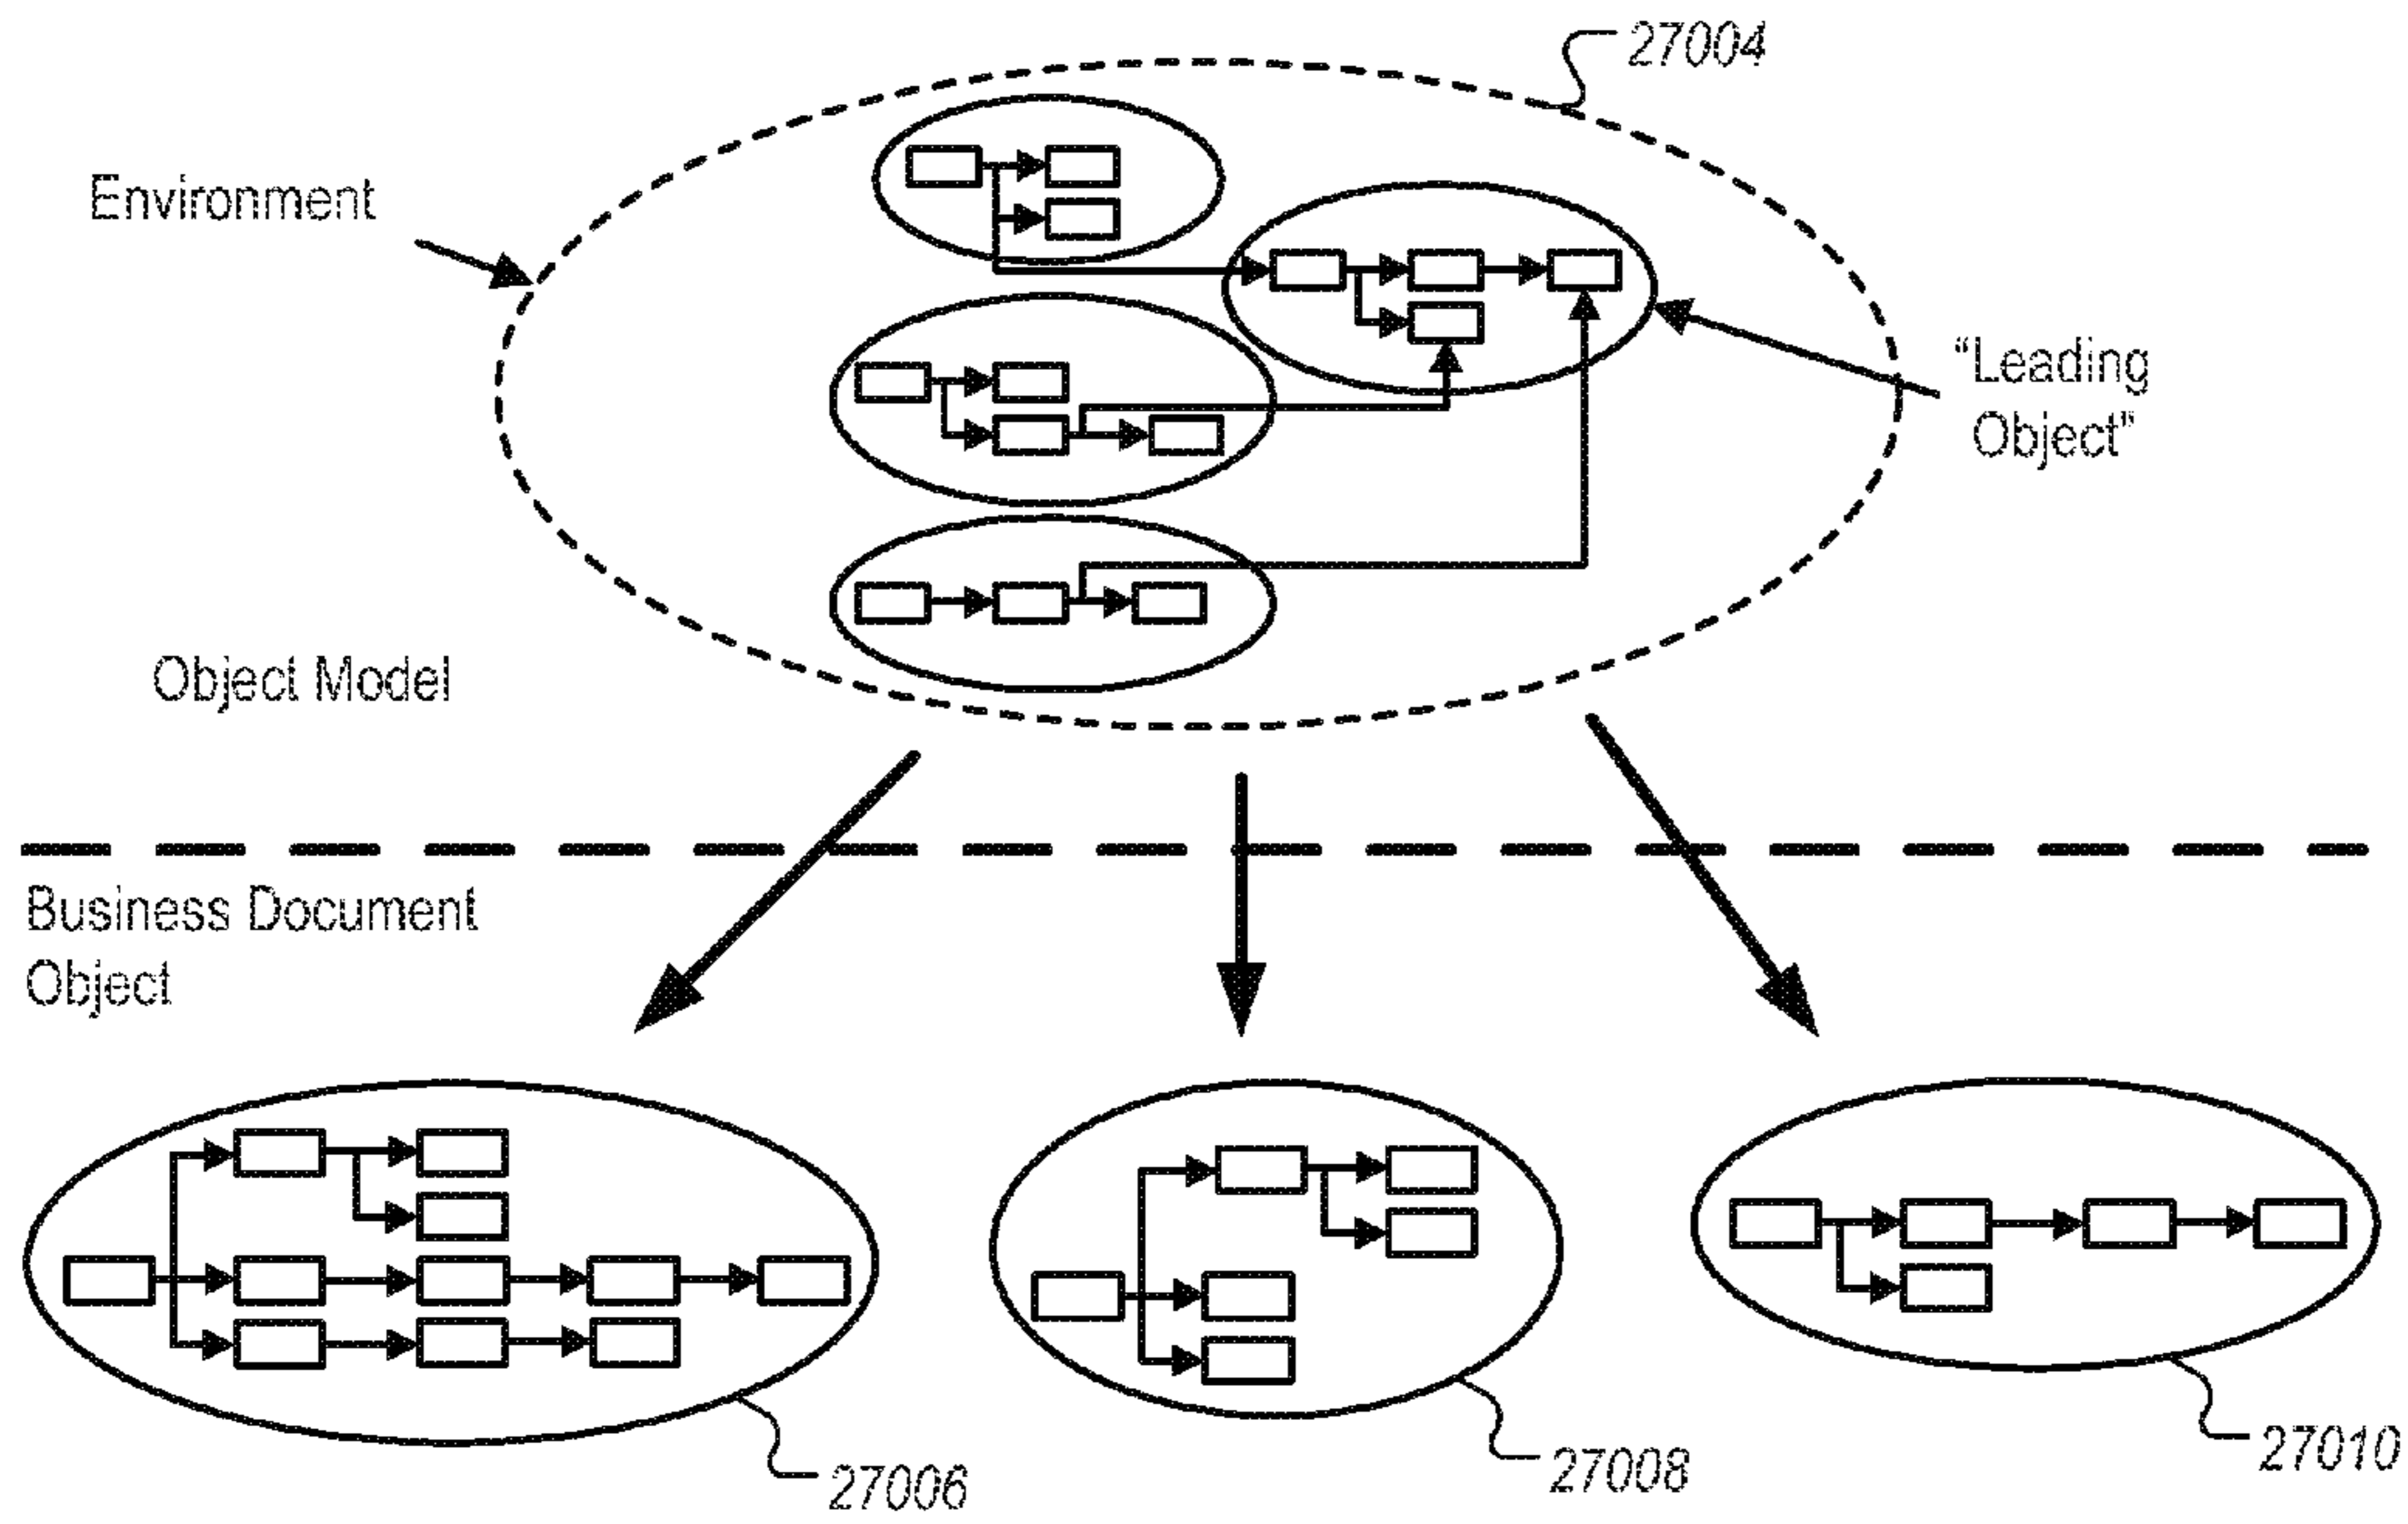 27004
Environment
“Leading
Object”
Object Model
Business Document
Object
27006
27008
27010